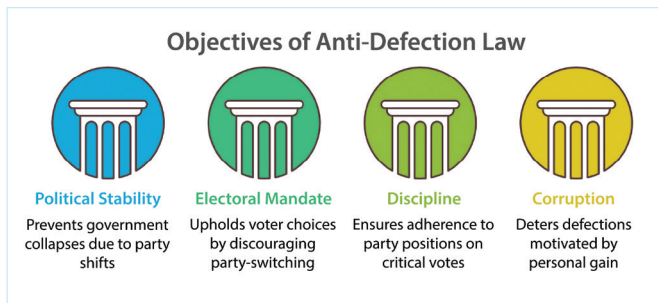 Objectives of Anti-Defection Law
Political Stability
Prevents government
collapses due to party
shifts
Electoral Mandate
Upholds voter choices
by discouraging
party-switching
Discipline
Ensures adherence to
party positions on
critical votes
Corruption
Deters defections
motivated by
personal gain